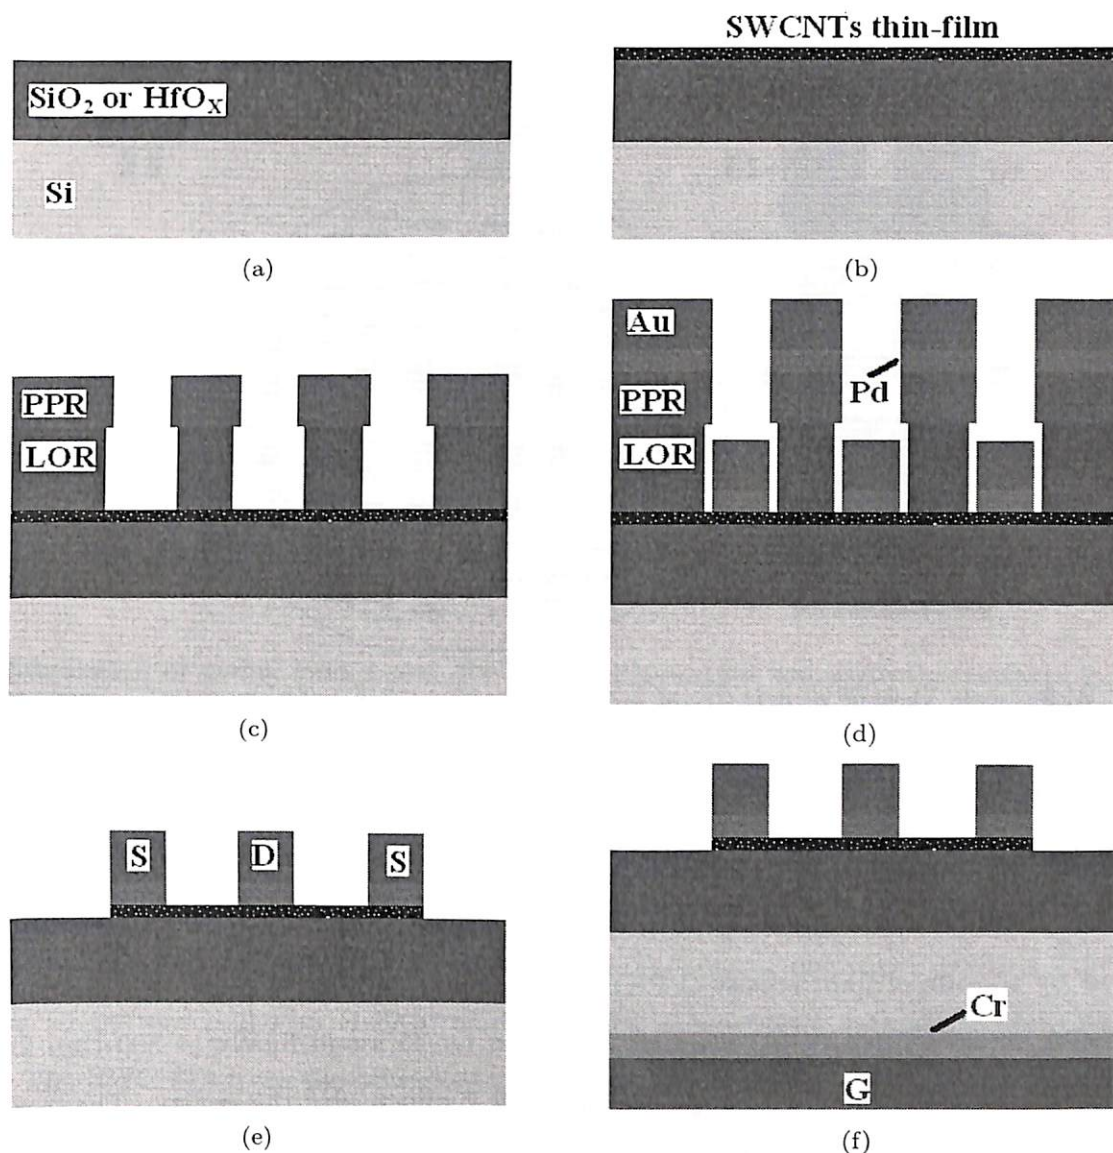 SWCNTs thin-film
SiO₂ or HfOₓ
Si
(a)
(b)
Au
PPR
LOR
Pd
PPR
LOR
(c)
(d)
S
D
S
Cr
G
(e)
(f)